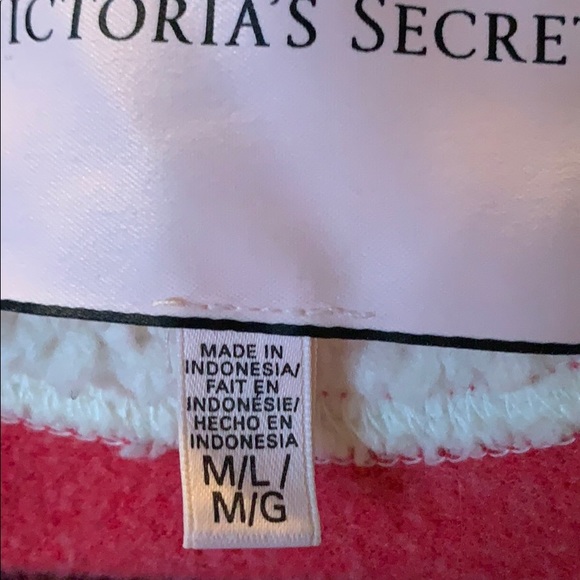 VICTORIA'S SECRET
MADE IN
INDONESIA/
FAIT EN
INDONÉSIE/
HECHO EN
INDONESIA
M/L/
M/G